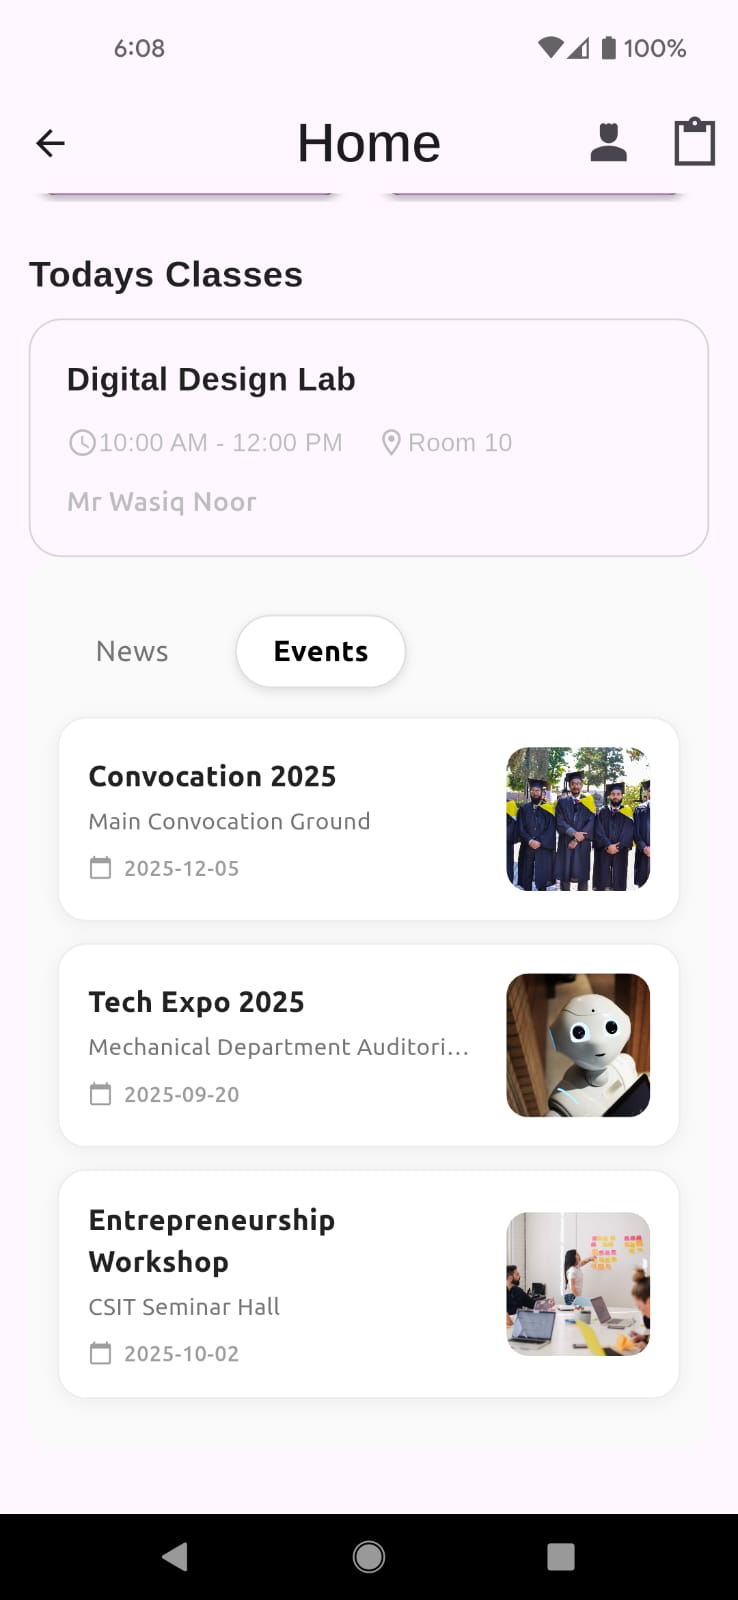 6:08
100%
Home
Todays Classes
Digital Design Lab
10:00 AM - 12:00 PM
Room 10
Mr Wasiq Noor
News
Events
Convocation 2025
Main Convocation Ground
2025-12-05
Tech Expo 2025
Mechanical Department Auditori...
2025-09-20
Entrepreneurship
Workshop
CSIT Seminar Hall
2025-10-02